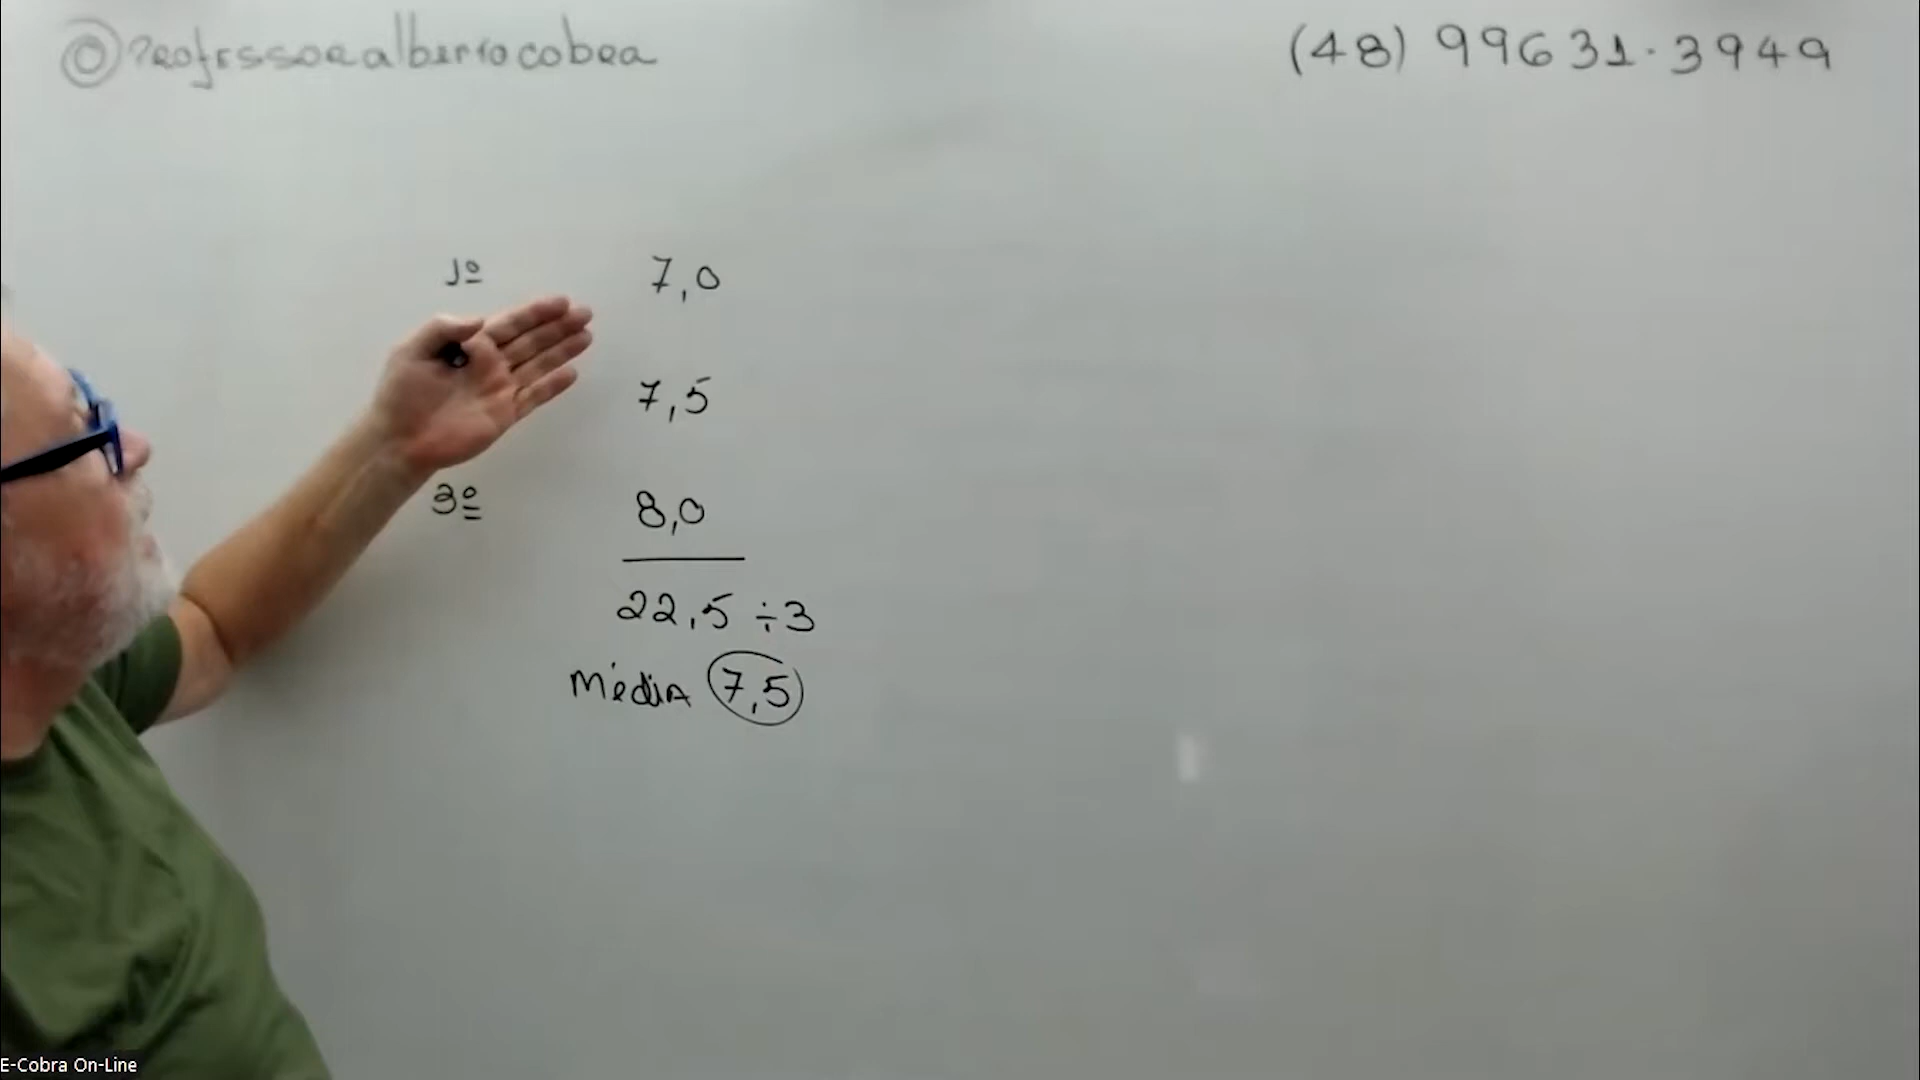 @Professoralbertocobra
(48) 99631-3949
1º 7,0
7,5
3º 8,0
22,5 ÷3
Média 7,5
E-Cobra On-Line